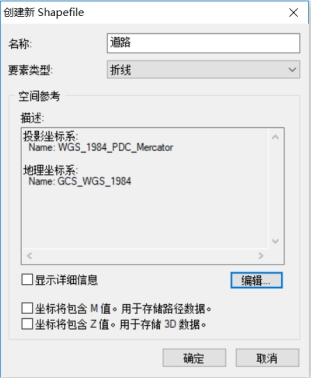 创建新 Shapefile
名称:
道路
要素类型:
折线
空间参考
描述:
投影坐标系:
Name: WGS_1984_PDC_Mercator
地理坐标系:
Name: GCS_WGS_1984
显示详细信息
编辑...
坐标将包含 M 值。用于存储路径数据。
坐标将包含 Z 值。用于存储 3D 数据。
确定
取消